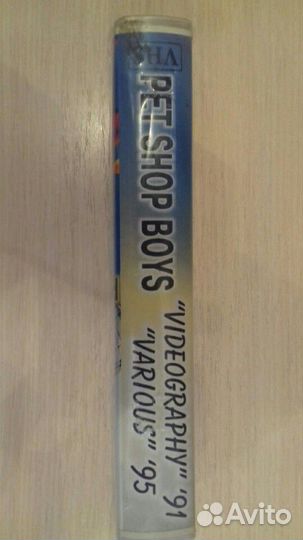 VHS
PET SHOP BOYS
"VIDEOGRAPHY" '91
"VARIOUS" '95
Avito